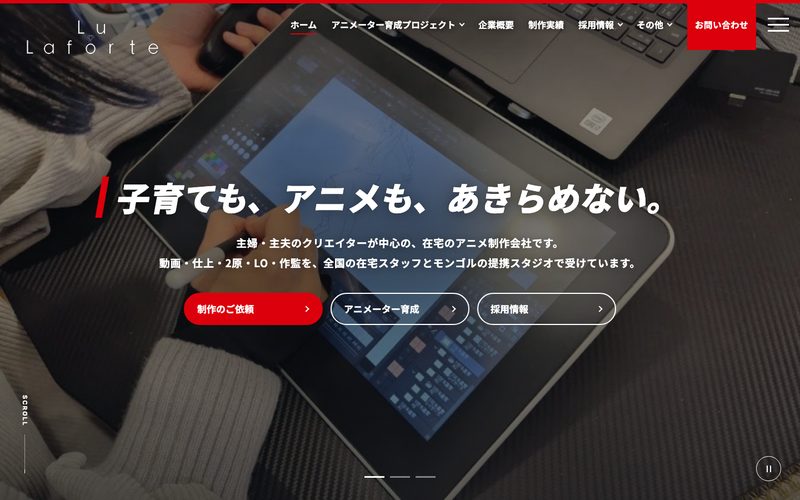 Lu
Laforte
ホーム
アニメーター育成プロジェクト
企業概要
制作実績
採用情報
その他
お問い合わせ
子育ても、アニメも、あきらめない。
主婦・主夫のクリエイターが中心の、在宅のアニメ制作会社です。
動画・仕上・2原・LO・作監を、全国の在宅スタッフとモンゴルの提携スタジオで受けています。
制作のご依頼
アニメーター育成
採用情報
SCROLL